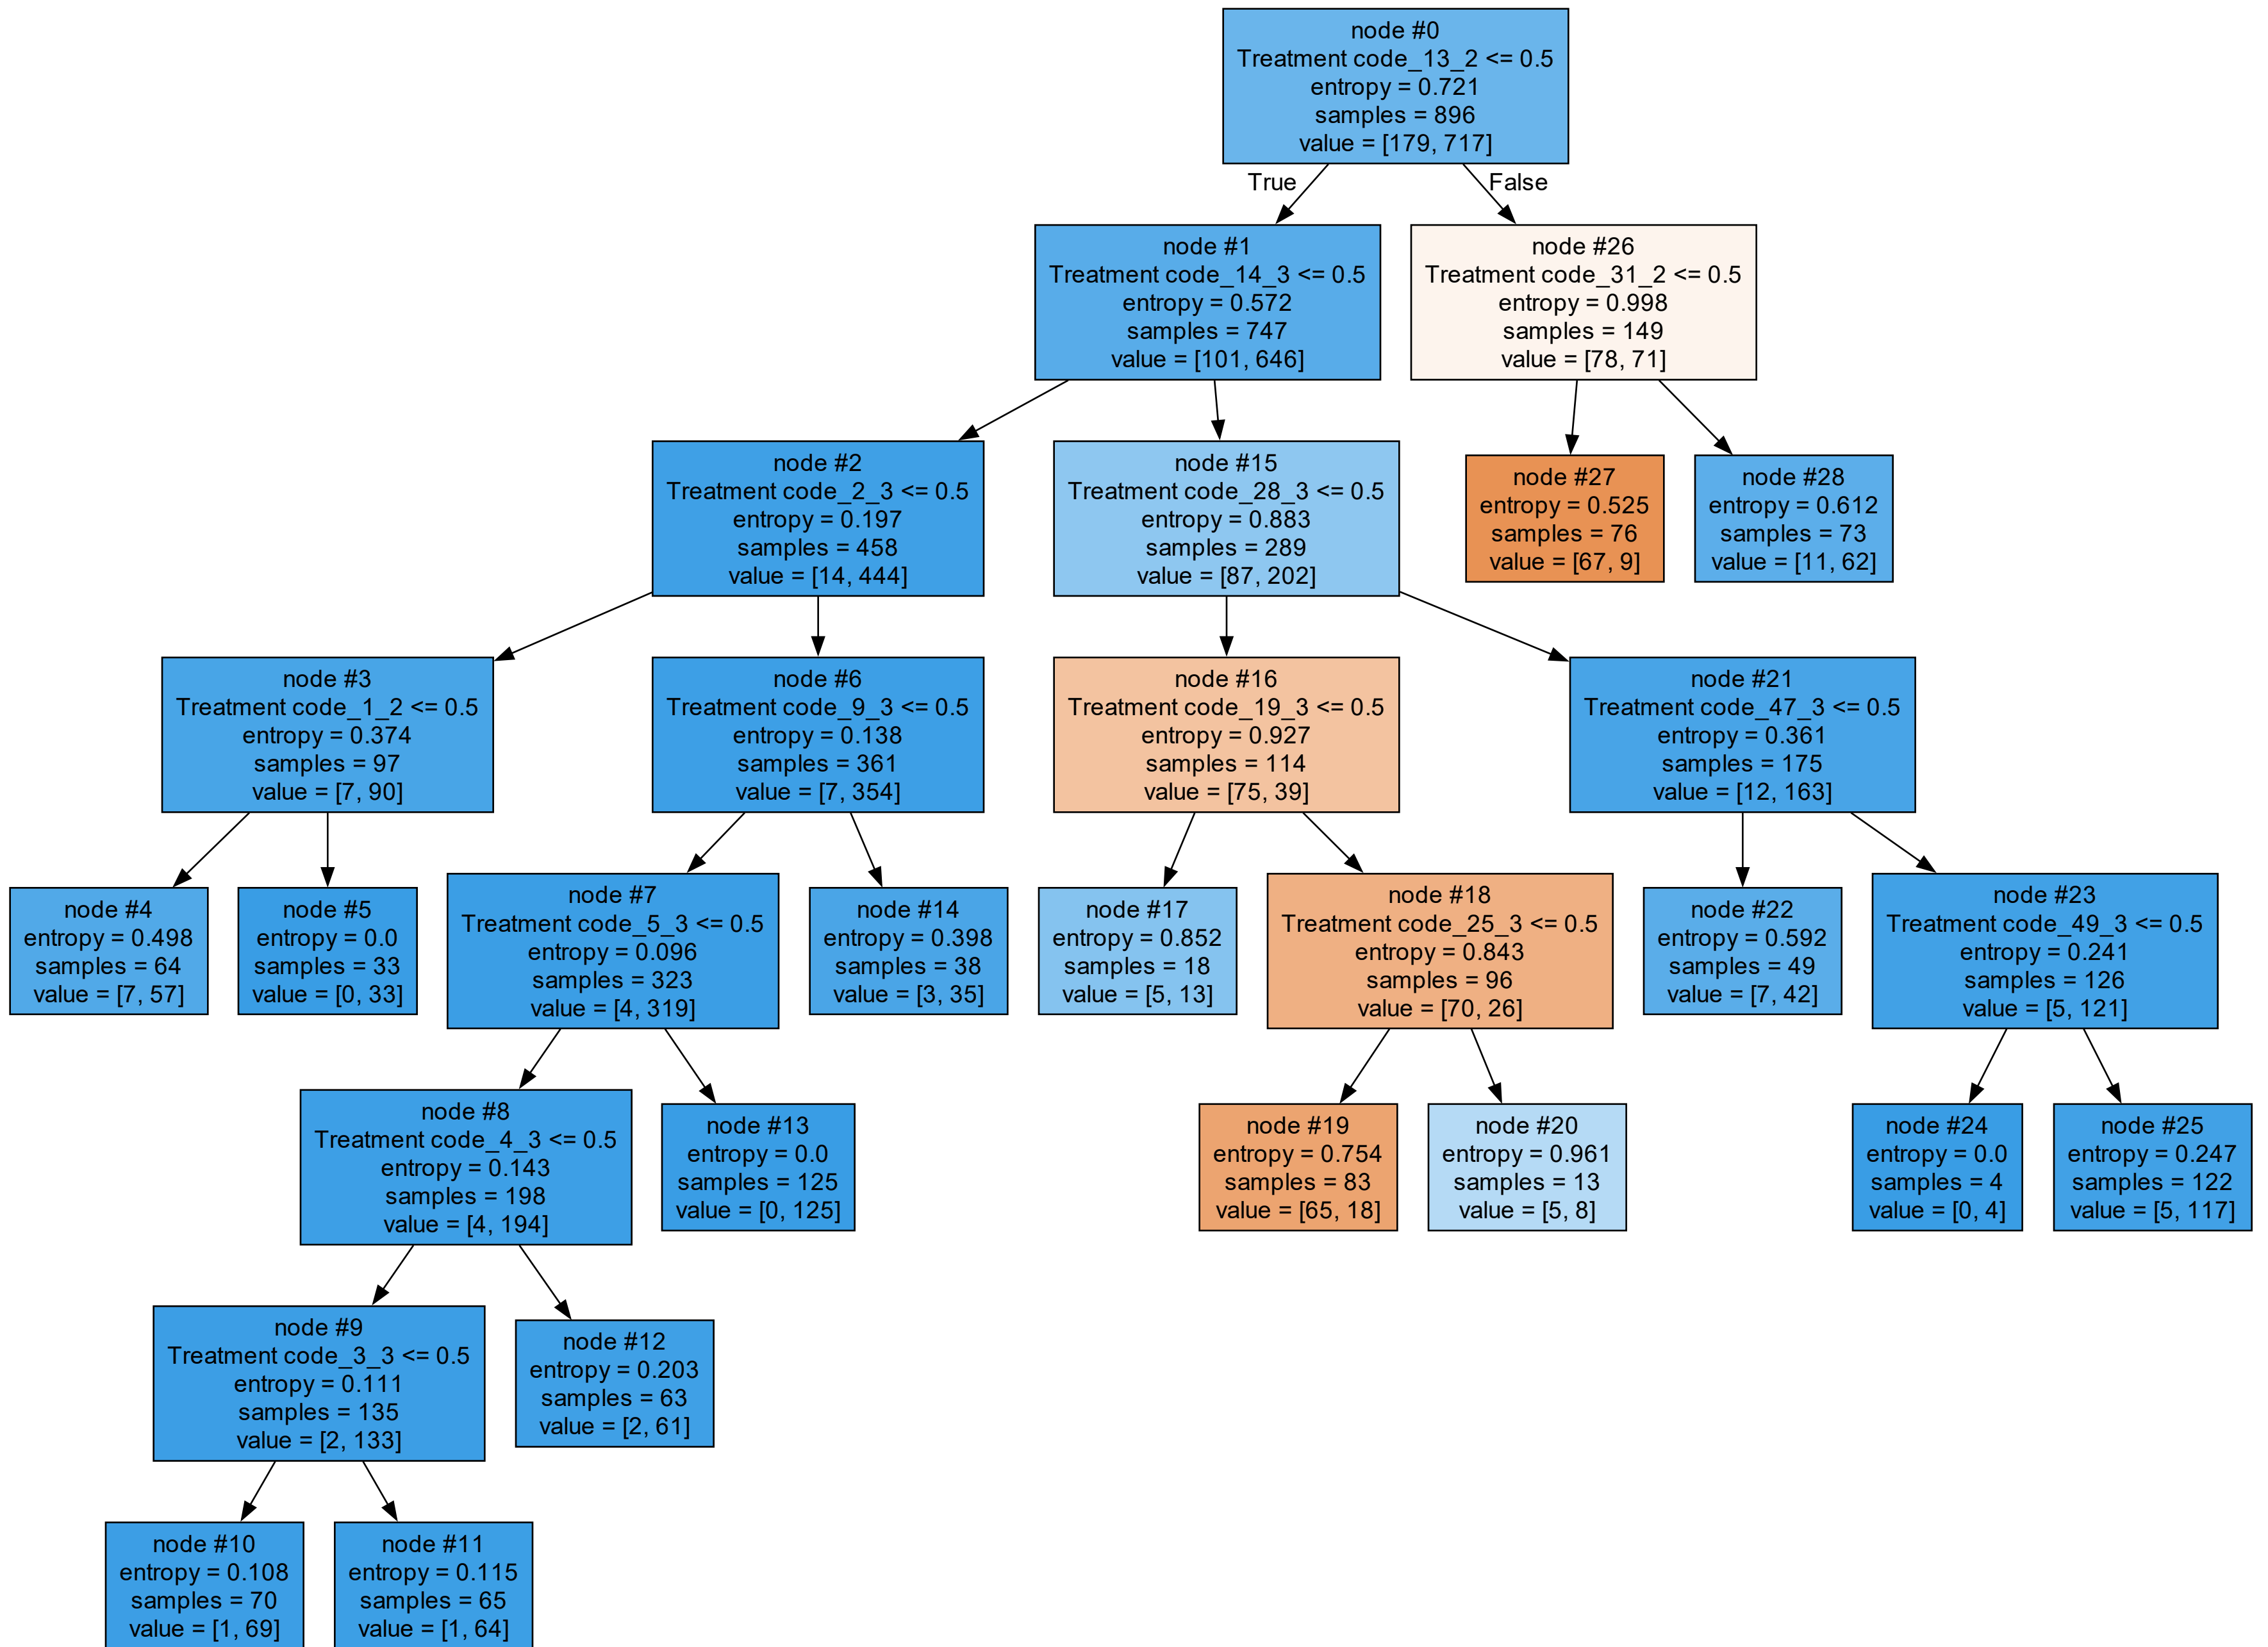 node #0
Treatment code_13_2 <= 0.5
entropy = 0.721
samples = 896
value = [179, 717]
True
False
node #1
Treatment code_14_3 <= 0.5
entropy = 0.572
samples = 747
value = [101, 646]
node #26
Treatment code_31_2 <= 0.5
entropy = 0.998
samples = 149
value = [78, 71]
node #2
Treatment code_2_3 <= 0.5
entropy = 0.197
samples = 458
value = [14, 444]
node #15
Treatment code_28_3 <= 0.5
entropy = 0.883
samples = 289
value = [87, 202]
node #27
entropy = 0.525
samples = 76
value = [67, 9]
node #28
entropy = 0.612
samples = 73
value = [11, 62]
node #3
Treatment code_1_2 <= 0.5
entropy = 0.374
samples = 97
value = [7, 90]
node #6
Treatment code_9_3 <= 0.5
entropy = 0.138
samples = 361
value = [7, 354]
node #16
Treatment code_19_3 <= 0.5
entropy = 0.927
samples = 114
value = [75, 39]
node #21
Treatment code_47_3 <= 0.5
entropy = 0.361
samples = 175
value = [12, 163]
node #4
entropy = 0.498
samples = 64
value = [7, 57]
node #5
entropy = 0.0
samples = 33
value = [0, 33]
node #7
Treatment code_5_3 <= 0.5
entropy = 0.096
samples = 323
value = [4, 319]
node #14
entropy = 0.398
samples = 38
value = [3, 35]
node #17
entropy = 0.852
samples = 18
value = [5, 13]
node #18
Treatment code_25_3 <= 0.5
entropy = 0.843
samples = 96
value = [70, 26]
node #22
entropy = 0.592
samples = 49
value = [7, 42]
node #23
Treatment code_49_3 <= 0.5
entropy = 0.241
samples = 126
value = [5, 121]
node #8
Treatment code_4_3 <= 0.5
entropy = 0.143
samples = 198
value = [4, 194]
node #13
entropy = 0.0
samples = 125
value = [0, 125]
node #19
entropy = 0.754
samples = 83
value = [65, 18]
node #20
entropy = 0.961
samples = 13
value = [5, 8]
node #24
entropy = 0.0
samples = 4
value = [0, 4]
node #25
entropy = 0.247
samples = 122
value = [5, 117]
node #9
Treatment code_3_3 <= 0.5
entropy = 0.111
samples = 135
value = [2, 133]
node #12
entropy = 0.203
samples = 63
value = [2, 61]
node #10
entropy = 0.108
samples = 70
value = [1, 69]
node #11
entropy = 0.115
samples = 65
value = [1, 64]